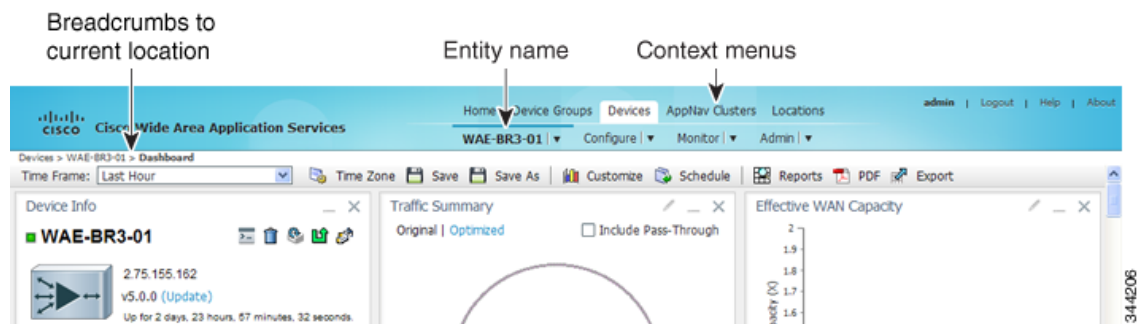 Breadcrumbs to
current location
Entity name
Context menus
Home Device Groups Devices AppNav Clusters Locations
admin | Logout | Help | About
CISCO Cisco Wide Area Application Services
WAE-BR3-01 | Configure | Monitor | Admin |
Devices > WAE-BR3-01 > Dashboard
Time Frame: Last Hour Time Zone Save Save As | Customize Schedule | Reports PDF Export
Device Info
WAE-BR3-01
2.75.155.162
v5.0.0 (Update)
Up for 2 days, 23 hours, 57 minutes, 32 seconds.
Traffic Summary
Original | Optimized Include Pass-Through
Effective WAN Capacity
2
1.9
1.8
1.7
1.6
pacity (X)
344206